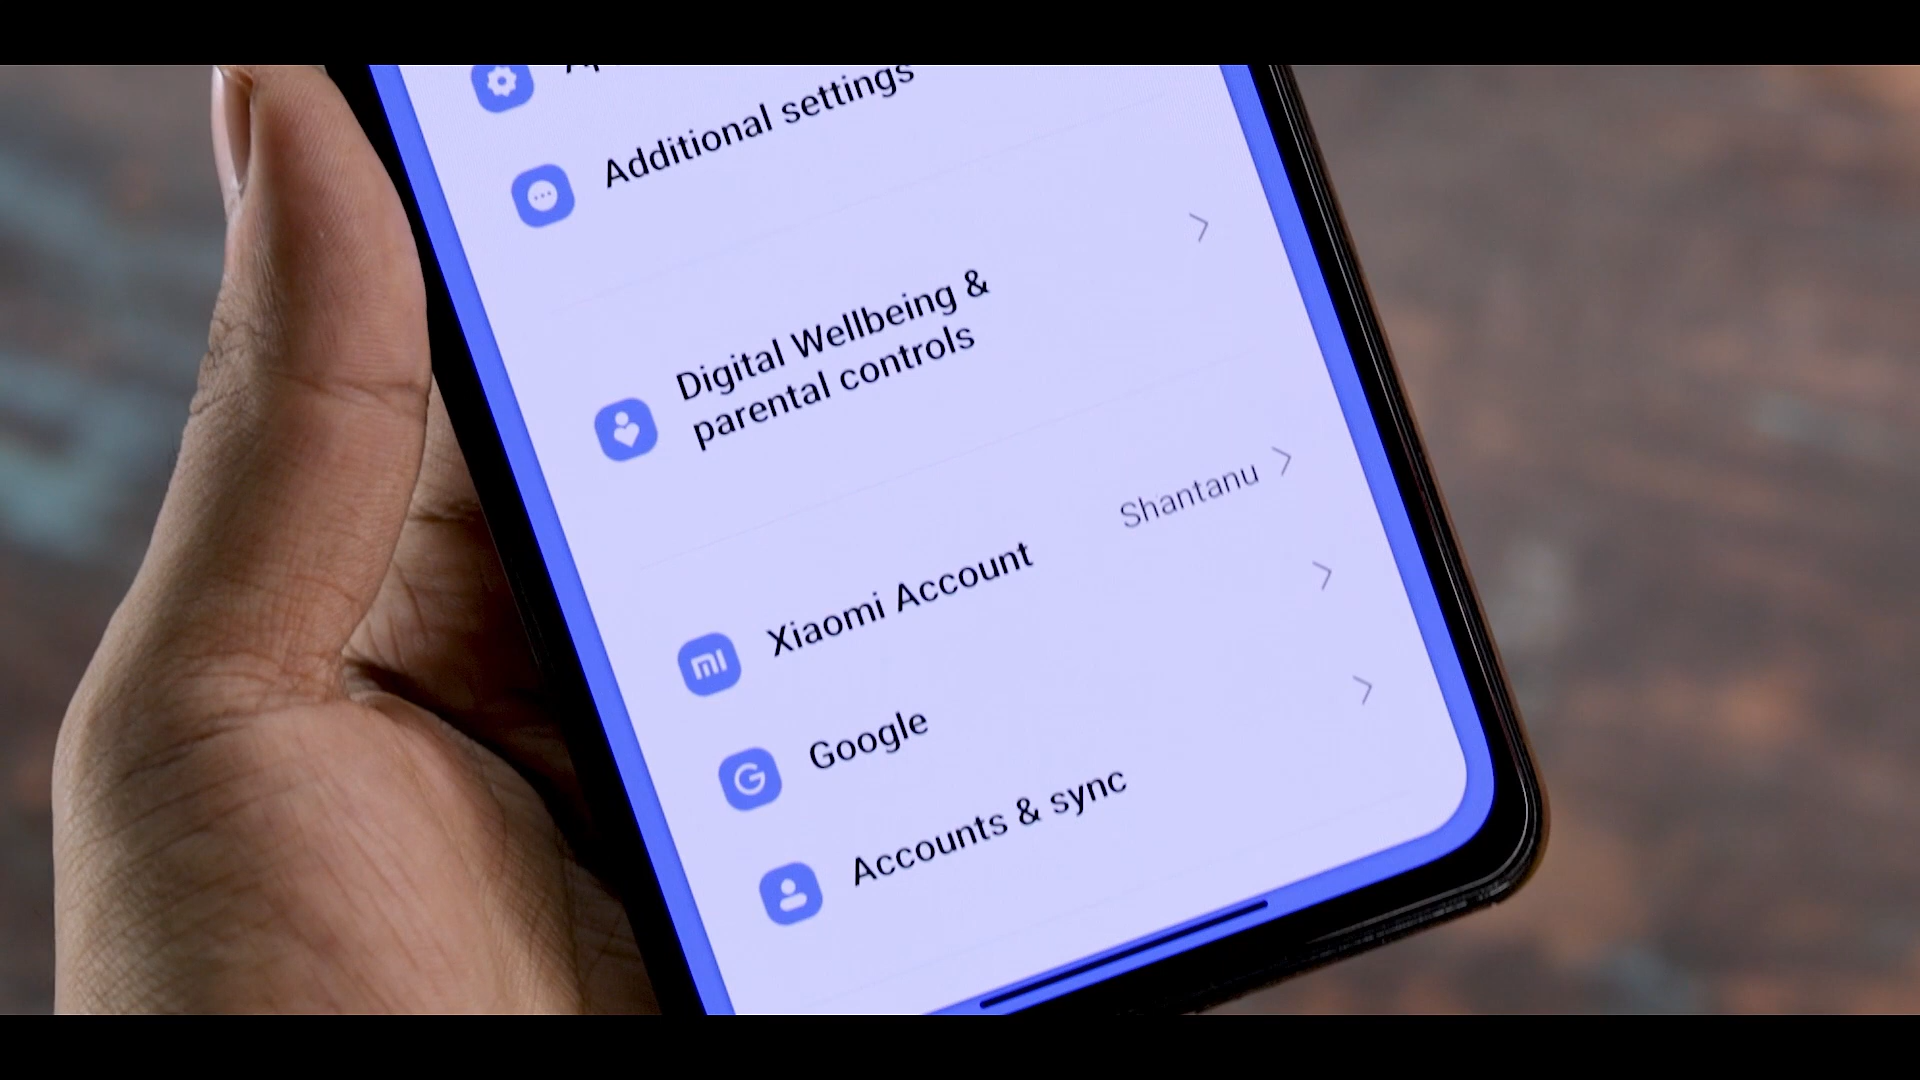 Additional settings
Digital Wellbeing &
parental controls
Xiaomi Account
Shantanu
Google
Accounts & sync